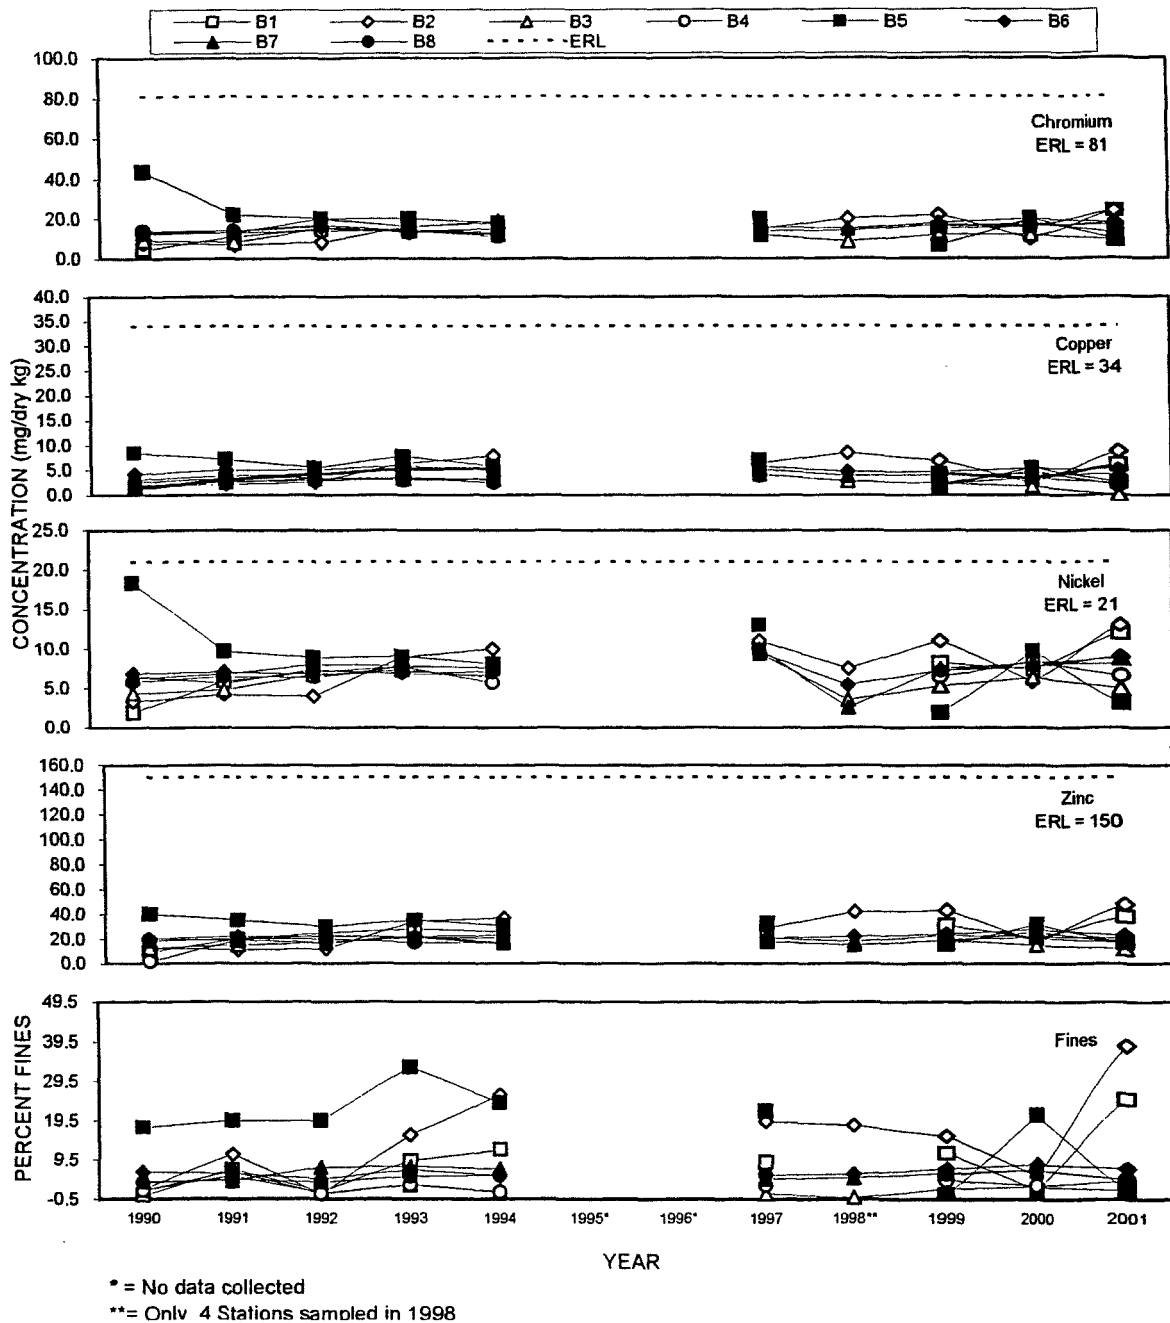 B1 B2 B3 B4 B5 B6
B7 B8 ERL
100.0
80.0
60.0
40.0
20.0
0.0
Chromium
ERL = 81
40.0
35.0
30.0
25.0
20.0
15.0
10.0
5.0
0.0
Copper
ERL = 34
CONCENTRATION (mg/dry kg)
25.0
20.0
15.0
10.0
5.0
0.0
Nickel
ERL = 21
160.0
140.0
120.0
100.0
80.0
60.0
40.0
20.0
0.0
Zinc
ERL = 150
PERCENT FINES
49.5
39.5
29.5
19.5
9.5
-0.5
Fines
1990 1991 1992 1993 1994 1995* 1996* 1997 1998** 1999 2000 2001
YEAR
* = No data collected
**= Only 4 Stations sampled in 1998